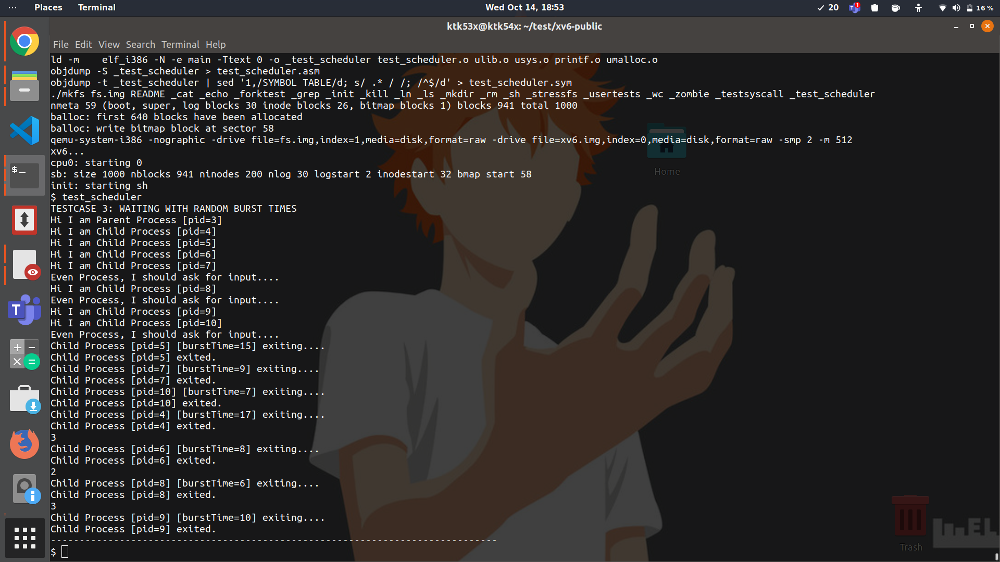 Places Terminal Wed Oct 14, 18:53 20 1 16 %
ktk53x@ktk54x: ~/test/xv6-public
File Edit View Search Terminal Help
ld -m    elf_i386 -N -e main -Ttext 0 -o _test_scheduler test_scheduler.o ulib.o usys.o printf.o umalloc.o
objdump -S _test_scheduler > test_scheduler.asm
objdump -t _test_scheduler | sed '1,/SYMBOL TABLE/d; s/ .* / /; /^$/d' > test_scheduler.sym
./mkfs fs.img README _cat _echo _forktest _grep _init _kill _ln _ls _mkdir _rm _sh _stressfs _usertests _wc _zombie _testsyscall _test_scheduler
nmeta 59 (boot, super, log blocks 30 inode blocks 26, bitmap blocks 1) blocks 941 total 1000
balloc: first 640 blocks have been allocated
balloc: write bitmap block at sector 58
qemu-system-i386 -nographic -drive file=fs.img,index=1,media=disk,format=raw -drive file=xv6.img,index=0,media=disk,format=raw -smp 2 -m 512
xv6...
cpu0: starting 0
sb: size 1000 nblocks 941 ninodes 200 nlog 30 logstart 2 inodestart 32 bmap start 58
init: starting sh
$ test_scheduler
TESTCASE 3: WAITING WITH RANDOM BURST TIMES
Hi I am Parent Process [pid=3]
Hi I am Child Process [pid=4]
Hi I am Child Process [pid=5]
Hi I am Child Process [pid=6]
Hi I am Child Process [pid=7]
Even Process, I should ask for input....
Hi I am Child Process [pid=8]
Even Process, I should ask for input....
Hi I am Child Process [pid=9]
Hi I am Child Process [pid=10]
Even Process, I should ask for input....
Child Process [pid=5] [burstTime=15] exiting....
Child Process [pid=5] exited.
Child Process [pid=7] [burstTime=9] exiting....
Child Process [pid=7] exited.
Child Process [pid=10] [burstTime=7] exiting....
Child Process [pid=10] exited.
Child Process [pid=4] [burstTime=17] exiting....
Child Process [pid=4] exited.
3
Child Process [pid=6] [burstTime=8] exiting....
Child Process [pid=6] exited.
2
Child Process [pid=8] [burstTime=6] exiting....
Child Process [pid=8] exited.
3
Child Process [pid=9] [burstTime=10] exiting....
Child Process [pid=9] exited.
------------------------------------------------------------------------------
$
Home
Trash